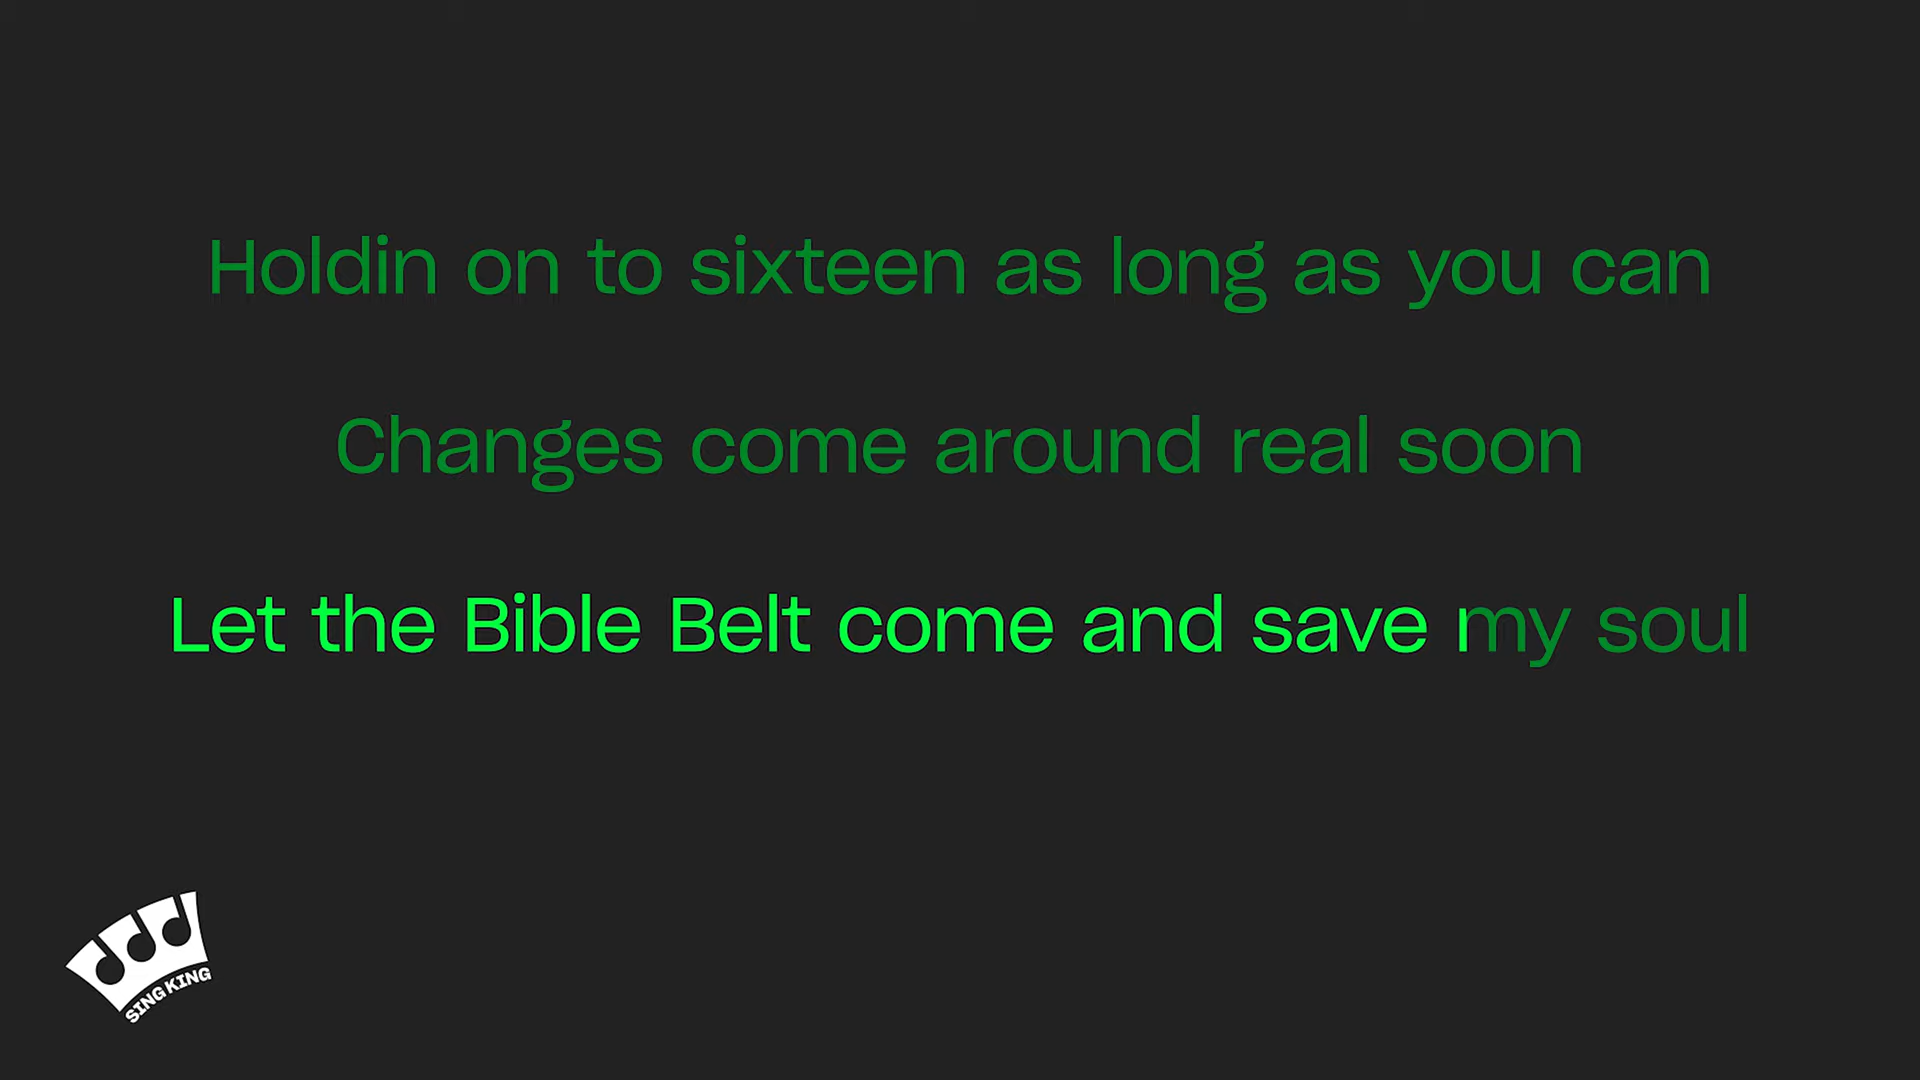 Holdin on to sixteen as long as you can
Changes come around real soon
Let the Bible Belt come and save my soul
SING KING